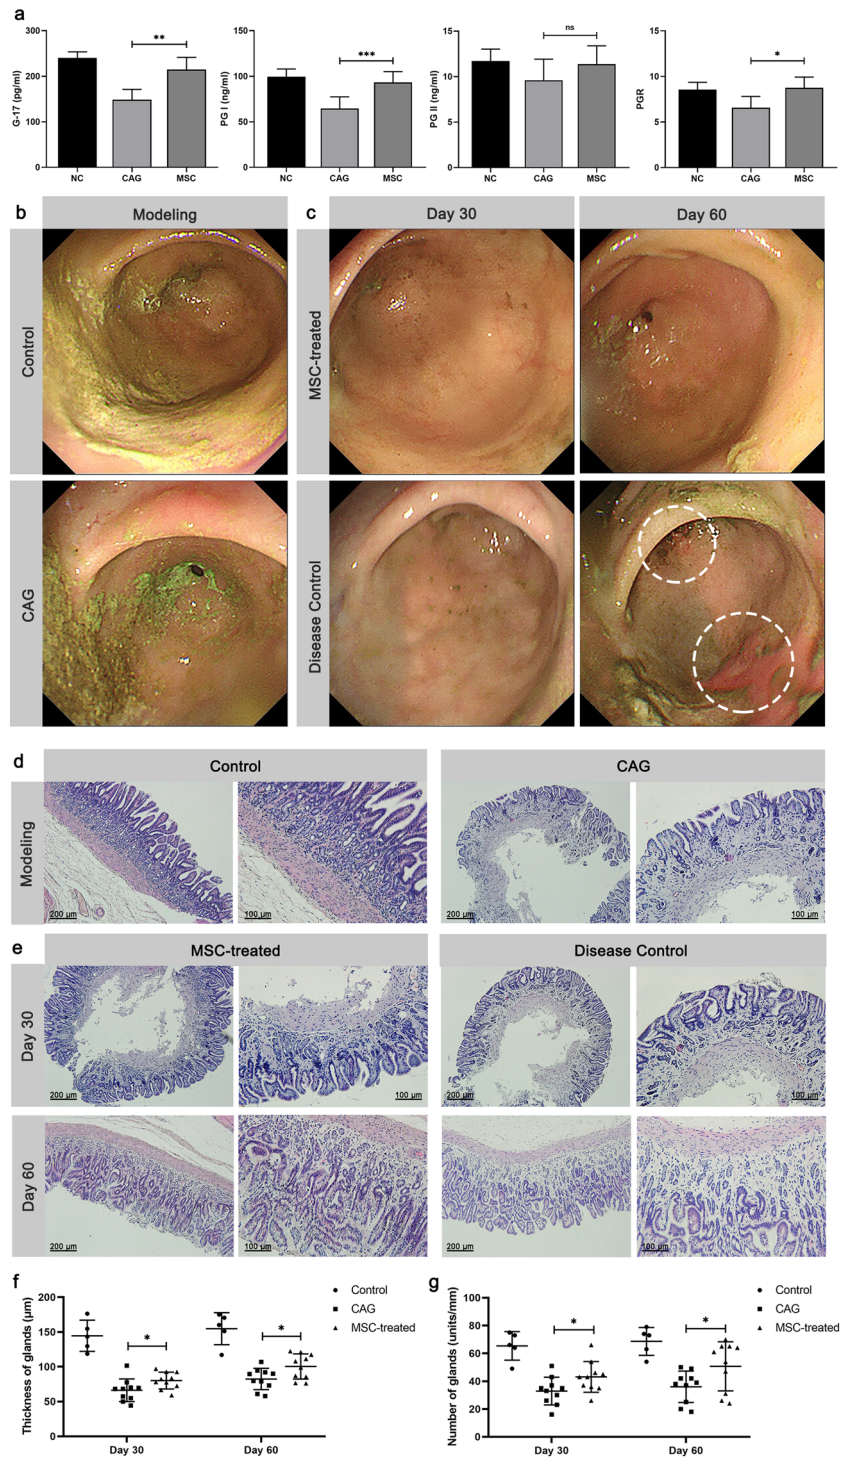 a
G-17 (pg/ml)
300
200
100
0
**
NC CAG MSC
PG I (ng/ml)
150
100
50
0
***
NC CAG MSC
PG II (ng/ml)
15
10
5
0
ns
NC CAG MSC
PGR
15
10
5
0
*
NC CAG MSC
b
Modeling
Control
CAG
c
Day 30
Day 60
MSC-treated
Disease Control
d
Control
CAG
Modeling
200 μm
100 μm
200 μm
100 μm
e
MSC-treated
Disease Control
Day 30
200 μm
100 μm
200 μm
100 μm
Day 60
200 μm
100 μm
200 μm
100 μm
f
Thickness of glands (μm)
200
150
100
50
0
*
*
Day 30
Day 60
Control
CAG
MSC-treated
g
Number of glands (units/mm)
100
80
60
40
20
0
*
*
Day 30
Day 60
Control
CAG
MSC-treated